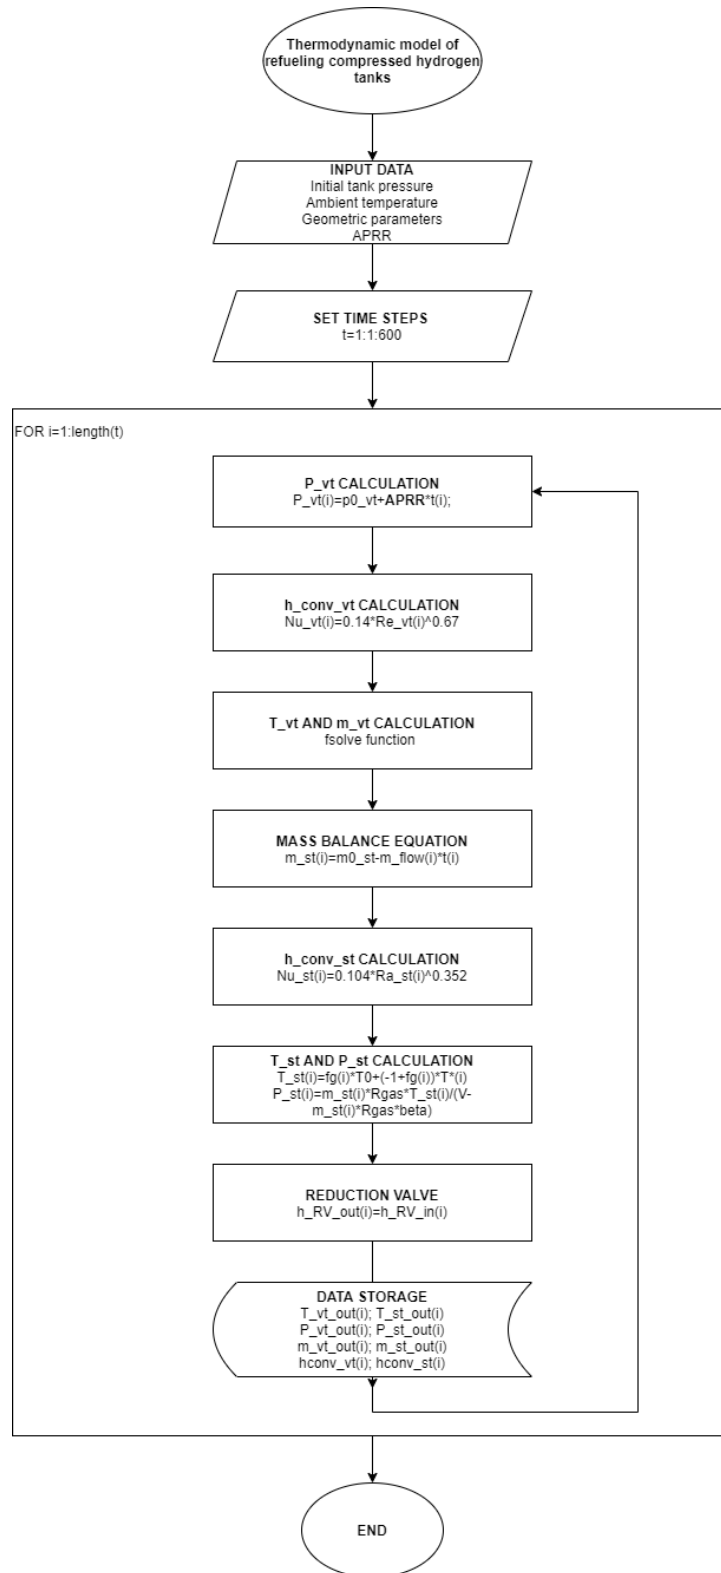 Thermodynamic model of
refueling compressed hydrogen
tanks
INPUT DATA
Initial tank pressure
Ambient temperature
Geometric parameters
APRR
SET TIME STEPS
t=1:1:600
FOR i=1:length(t)
P_vt CALCULATION
P_vt(i)=p0_vt+APRR*t(i);
h_conv_vt CALCULATION
Nu_vt(i)=0.14*Re_vt(i)^0.67
T_vt AND m_vt CALCULATION
fsolve function
MASS BALANCE EQUATION
m_st(i)=m0_st-m_flow(i)*t(i)
h_conv_st CALCULATION
Nu_st(i)=0.104*Ra_st(i)^0.352
T_st AND P_st CALCULATION
T_st(i)=fg(i)*T0+(-1+fg(i))*T*(i)
P_st(i)=m_st(i)*Rgas*T_st(i)/(V-
m_st(i)*Rgas*beta)
REDUCTION VALVE
h_RV_out(i)=h_RV_in(i)
DATA STORAGE
T_vt_out(i); T_st_out(i)
P_vt_out(i); P_st_out(i)
m_vt_out(i); m_st_out(i)
hconv_vt(i); hconv_st(i)
END